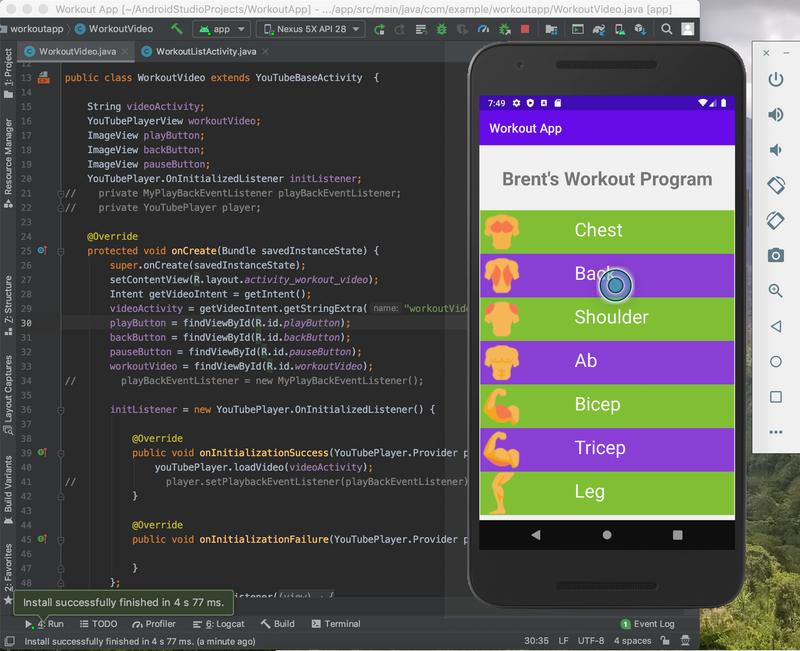 Workout App [~/AndroidStudioProjects/WorkoutApp] - .../app/src/main/java/com/example/workoutapp/WorkoutVideo.java [app]
workoutapp WorkoutVideo app Nexus 5X API 28
WorkoutVideo.java WorkoutListActivity.java
1: Project
Resource Manager
7: Structure
Layout Captures
Build Variants
2: Favorites
12
13 public class WorkoutVideo extends YouTubeBaseActivity {
14
15 String videoActivity;
16 YouTubePlayerView workoutVideo;
17 ImageView playButton;
18 ImageView backButton;
19 ImageView pauseButton;
20 YouTubePlayer.OnInitializedListener initListener;
21 // private MyPlayBackEventListener playBackEventListener;
22 // private YouTubePlayer player;
23
24 @Override
25 protected void onCreate(Bundle savedInstanceState) {
26 super.onCreate(savedInstanceState);
27 setContentView(R.layout.activity_workout_video);
28 Intent getVideoIntent = getIntent();
29 videoActivity = getVideoIntent.getStringExtra( name: "workoutVide
30 playButton = findViewById(R.id.playButton);
31 backButton = findViewById(R.id.backButton);
32 pauseButton = findViewById(R.id.pauseButton);
33 workoutVideo = findViewById(R.id.workoutVideo);
34 // playBackEventListener = new MyPlayBackEventListener();
35
36 initListener = new YouTubePlayer.OnInitializedListener() {
37
38 @Override
39 public void onInitializationSuccess(YouTubePlayer.Provider p
40 youTubePlayer.loadVideo(videoActivity);
41 // player.setPlaybackEventListener(playBackEventListener)
42 }
43
44 @Override
45 public void onInitializationFailure(YouTubePlayer.Provider p
46
47 }
48 };
Install successfully finished in 4 s 77 ms.
4: Run TODO Profiler 6: Logcat Build Terminal 1 Event Log
Install successfully finished in 4 s 77 ms. (a minute ago) 30:35 LF UTF-8 4 spaces
7:49
Workout App
Brent's Workout Program
Chest
Back
Shoulder
Ab
Bicep
Tricep
Leg